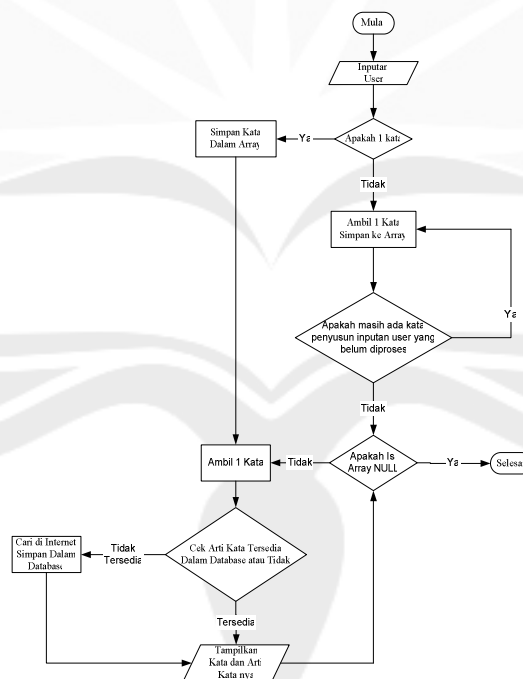 Mula
Inputar
User
Apakah 1 kata
Ya
Simpan Kata
Dalam Array
Tidak
Ambil 1 Kata
Simpan ke Array
Apakah masih ada kata
penyusun inputan user yang
belum diproses
Ya
Tidak
Apakah Is
Array NULL
Ya
Selesa
Tidak
Ambil 1 Kata
Cek Arti Kata Tersedia
Dalam Database atau Tidak
Tidak
Tersedia
Cari di Internet
Simpan Dalam
Database
Tersedia
Tampilkan
Kata dan Arti
Kata nya